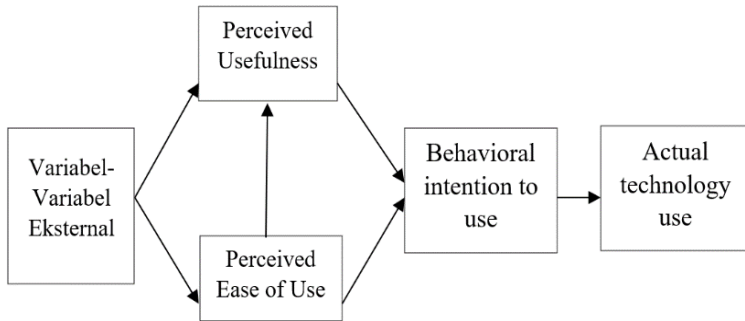 Perceived
Usefulness
Variabel-
Variabel
Eksternal
Perceived
Ease of Use
Behavioral
intention to
use
Actual
technology
use